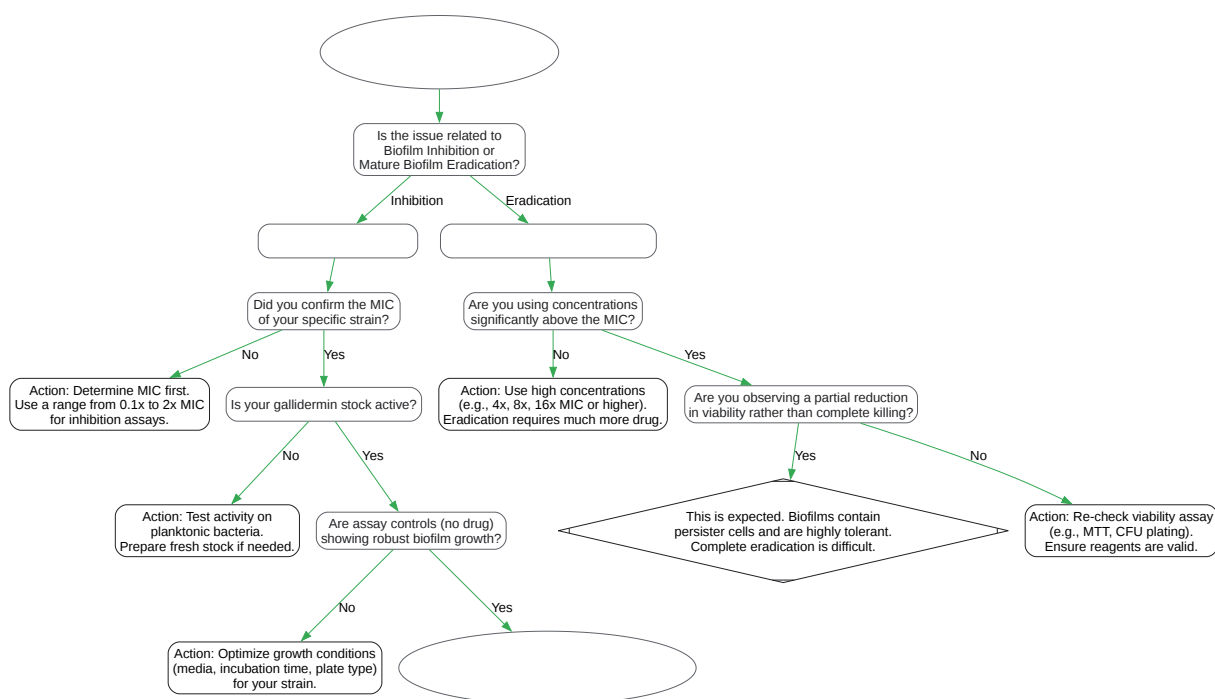 Is the issue related to
Biofilm Inhibition or
Mature Biofilm Eradication?
Inhibition
Eradication
Did you confirm the MIC
of your specific strain?
Are you using concentrations
significantly above the MIC?
No
Yes
No
Yes
Action: Determine MIC first.
Use a range from 0.1x to 2x MIC
for inhibition assays.
Is your gallidermin stock active?
Action: Use high concentrations
(e.g., 4x, 8x, 16x MIC or higher).
Eradication requires much more drug.
Are you observing a partial reduction
in viability rather than complete killing?
No
Yes
Yes
No
Action: Test activity on
planktonic bacteria.
Prepare fresh stock if needed.
Are assay controls (no drug)
showing robust biofilm growth?
This is expected. Biofilms contain
persister cells and are highly tolerant.
Complete eradication is difficult.
Action: Re-check viability assay
(e.g., MTT, CFU plating).
Ensure reagents are valid.
No
Yes
Action: Optimize growth conditions
(media, incubation time, plate type)
for your strain.